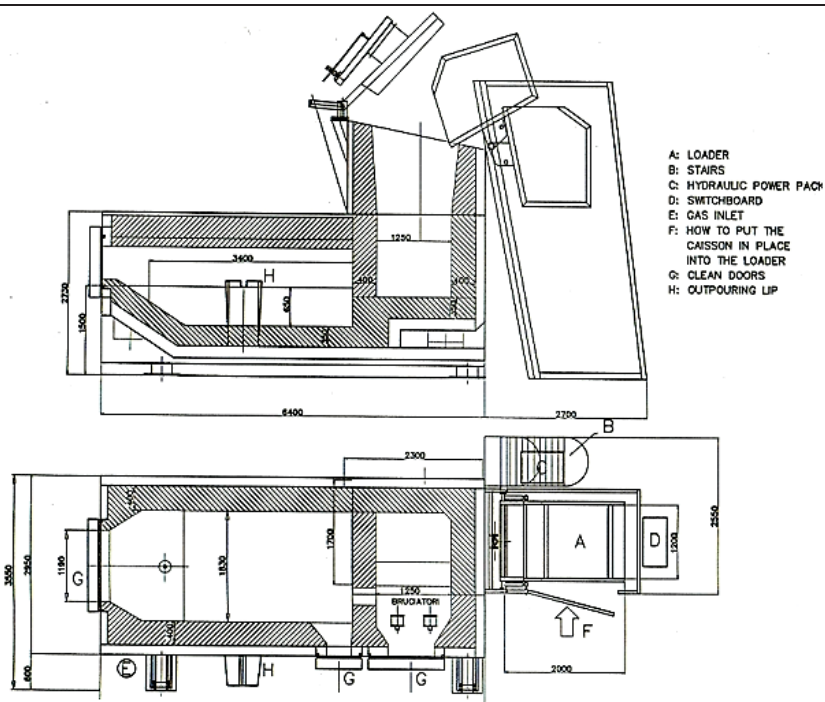 A: LOADER
B: STAIRS
C: HYDRAULIC POWER PACK
D: SWITCHBOARD
E: GAS INLET
F: HOW TO PUT THE
CAISSON IN PLACE
INTO THE LOADER
G: CLEAN DOORS
H: OUTPOURING LIP
1250
3400
H
400
400
650
2730
1500
6400
2700
B
2300
C
2550
400
3550
2950
1190
G
1830
1700
A
D
1200
1250
BRUCIATORI
400
F
600
E
H
G
G
2000